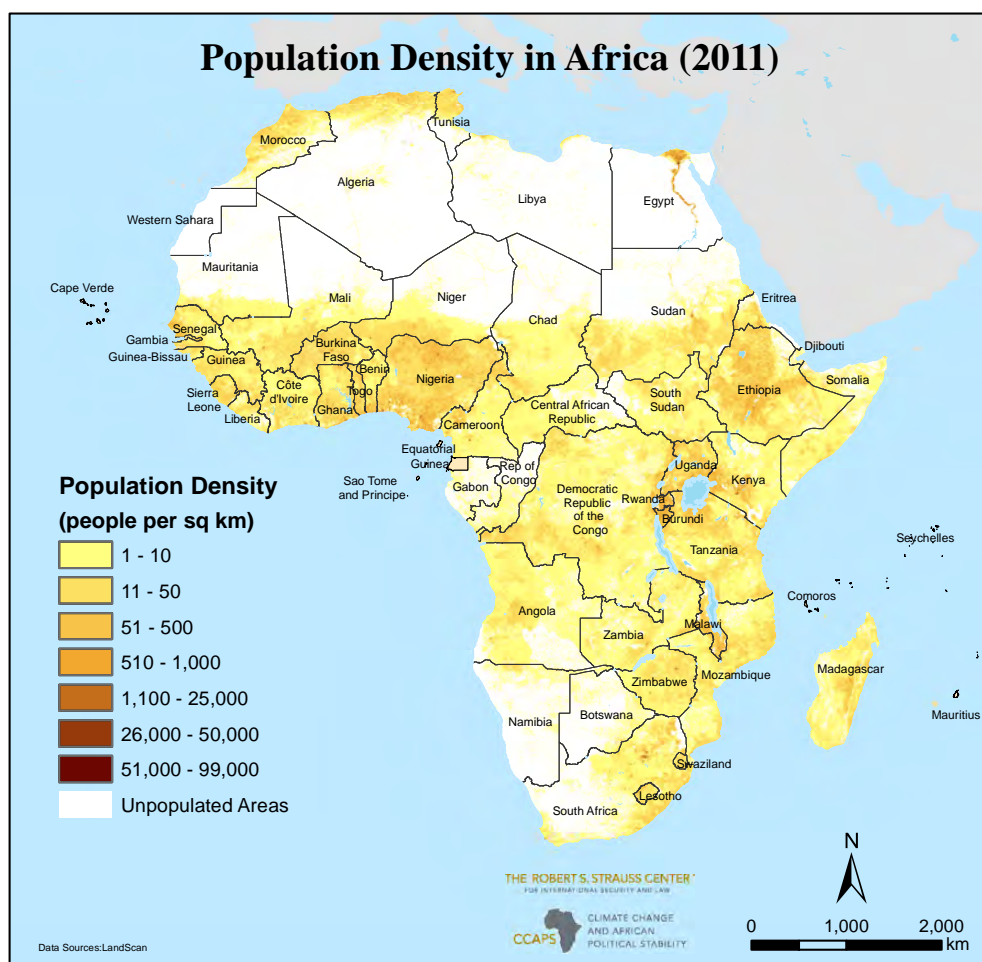 Population Density in Africa (2011)
Tunisia
Morocco
Algeria
Libya
Egypt
Western Sahara
Mauritania
Cape Verde
Mali
Niger
Chad
Sudan
Eritrea
Senegal
Gambia
Guinea-Bissau
Guinea
Burkina
Faso
Benin
Djibouti
Nigeria
Somalia
Ethiopia
Sierra
Leone
Côte
d'Ivoire
Togo
Ghana
Liberia
South
Sudan
Central African
Republic
Cameroon
Equatorial
Guinea
Rep of
Congo
Uganda
Kenya
Sao Tome
and Principe
Gabon
Democratic
Republic
of the
Congo
Rwanda
Burundi
Tanzania
Seychelles
Comoros
Angola
Malawi
Zambia
Mozambique
Zimbabwe
Madagascar
Mauritius
Namibia
Botswana
Swaziland
Lesotho
South Africa
Population Density
(people per sq km)
1 - 10
11 - 50
51 - 500
510 - 1,000
1,100 - 25,000
26,000 - 50,000
51,000 - 99,000
Unpopulated Areas
THE ROBERT S. STRAUSS CENTER
FOR INTERNATIONAL SECURITY AND LAW
CCAPS
CLIMATE CHANGE
AND AFRICAN
POLITICAL STABILITY
N
0 1,000 2,000
km
Data Sources:LandScan